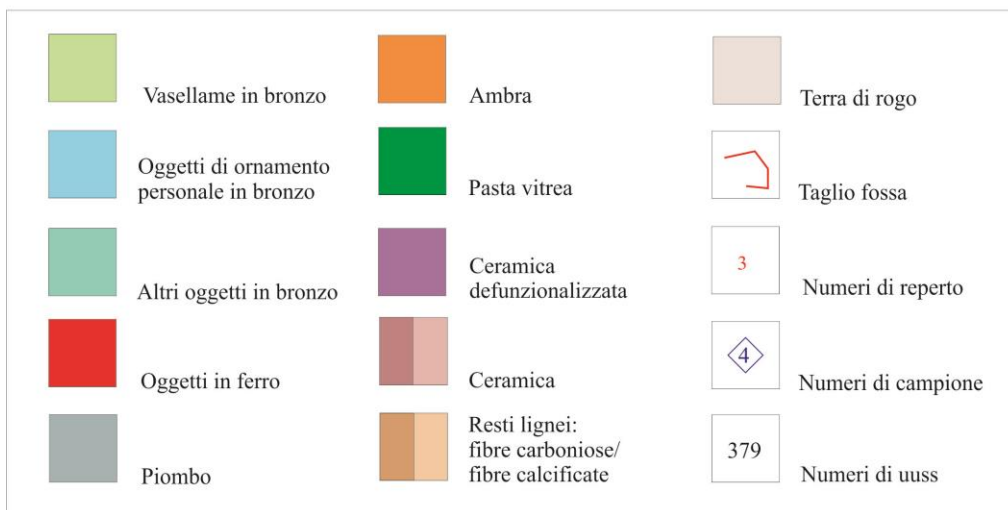 Vasellame in bronzo
Oggetti di ornamento
personale in bronzo
Altri oggetti in bronzo
Oggetti in ferro
Piombo
Ambra
Pasta vitrea
Ceramica
defunzionalizzata
Ceramica
Resti lignei:
fibre carboniose/
fibre calcificate
Terra di rogo
Taglio fossa
3
Numeri di reperto
4
Numeri di campione
379
Numeri di uuss